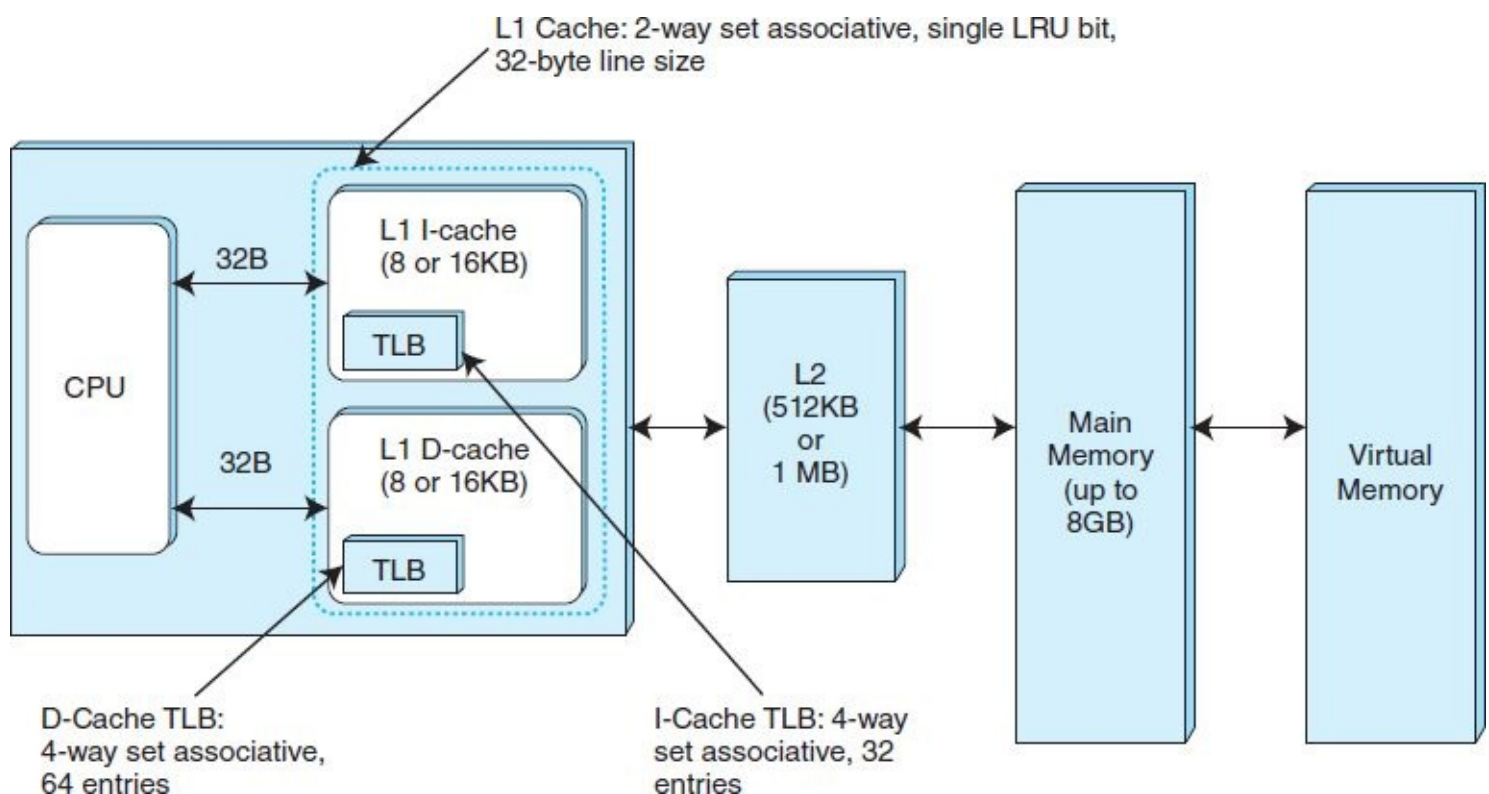 L1 Cache: 2-way set associative, single LRU bit,
32-byte line size
L1 I-cache
(8 or 16KB)
32B
TLB
CPU
L1 D-cache
(8 or 16KB)
32B
TLB
L2
(512KB
or
1 MB)
Main
Memory
(up to
8GB)
Virtual
Memory
D-Cache TLB:
4-way set associative,
64 entries
I-Cache TLB: 4-way
set associative, 32
entries